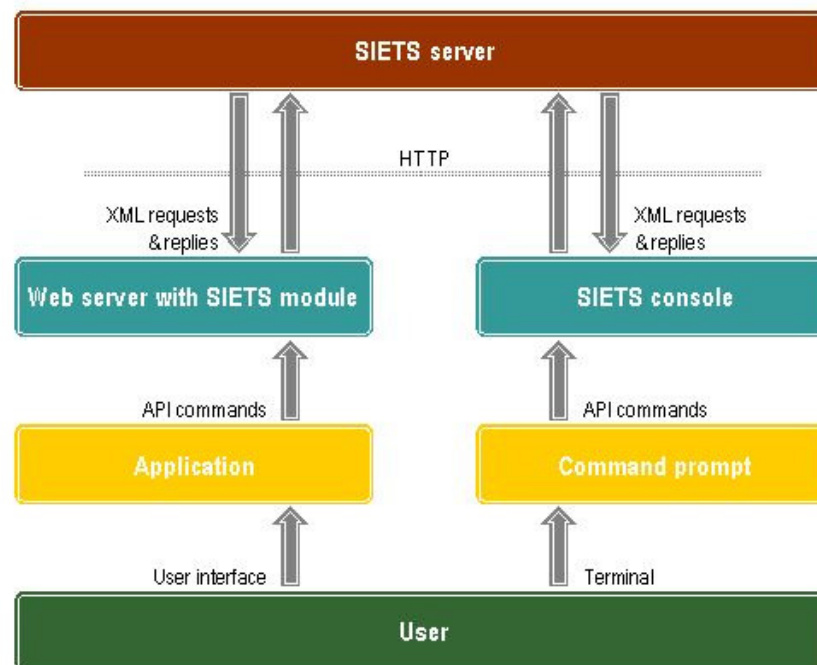 SIETS server
HTTP
XML requests
& replies
XML requests
& replies
Web server with SIETS module
SIETS console
API commands
API commands
Application
Command prompt
User interface
Terminal
User